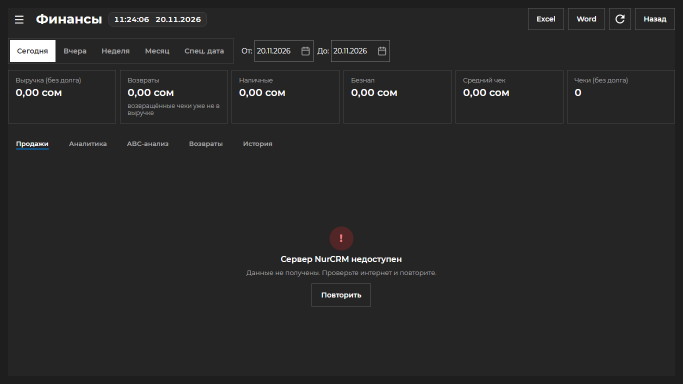 ☰ Финансы 11:24:06 20.11.2026 Excel Word Назад
Сегодня Вчера Неделя Месяц Спец. дата От: 20.11.2026 До: 20.11.2026
Выручка (без долга)
0,00 сом
Возвраты
0,00 сом
возвращённые чеки уже не в
выручке
Наличные
0,00 сом
Безнал
0,00 сом
Средний чек
0,00 сом
Чеки (без долга)
0
Продажи Аналитика ABC-анализ Возвраты История
!
Сервер NurCRM недоступен
Данные не получены. Проверьте интернет и повторите.
Повторить